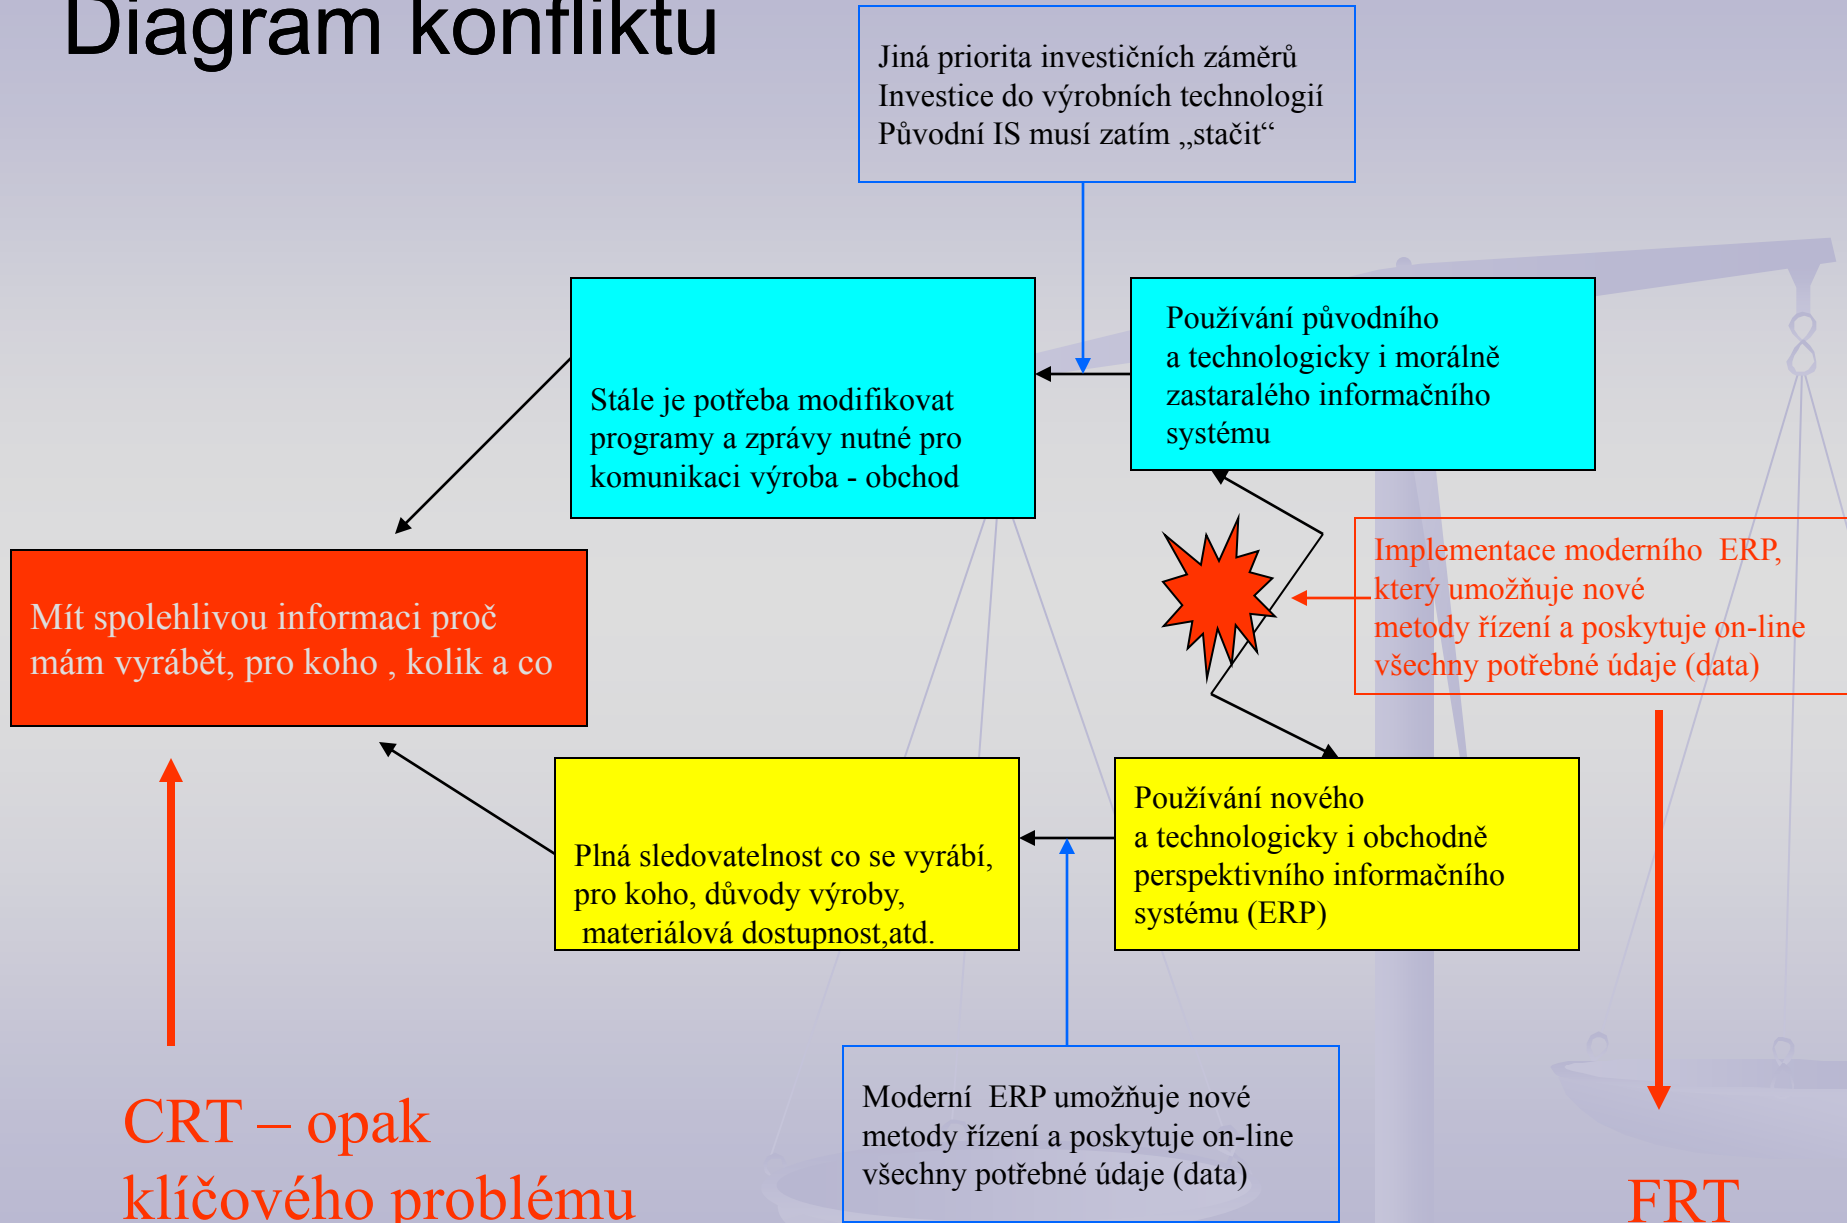 Diagram konfliktu
Jiná priorita investičních záměrů
Investice do výrobních technologií
Původní IS musí zatím „stačit“
Stále je potřeba modifikovat
programy a zprávy nutné pro
komunikaci výroba - obchod
Používání původního
a technologicky i morálně
zastaralého informačního
systému
Mít spolehlivou informaci proč
mám vyrábět, pro koho , kolik a co
Implementace moderního  ERP,
který umožňuje nové
metody řízení a poskytuje on-line
všechny potřebné údaje (data)
Plná sledovatelnost co se vyrábí,
pro koho, důvody výroby,
materiálová dostupnost,atd.
Používání nového
a technologicky i obchodně
perspektivního informačního
systému (ERP)
Moderní  ERP umožňuje nové
metody řízení a poskytuje on-line
všechny potřebné údaje (data)
CRT – opak
klíčového problému
FRT